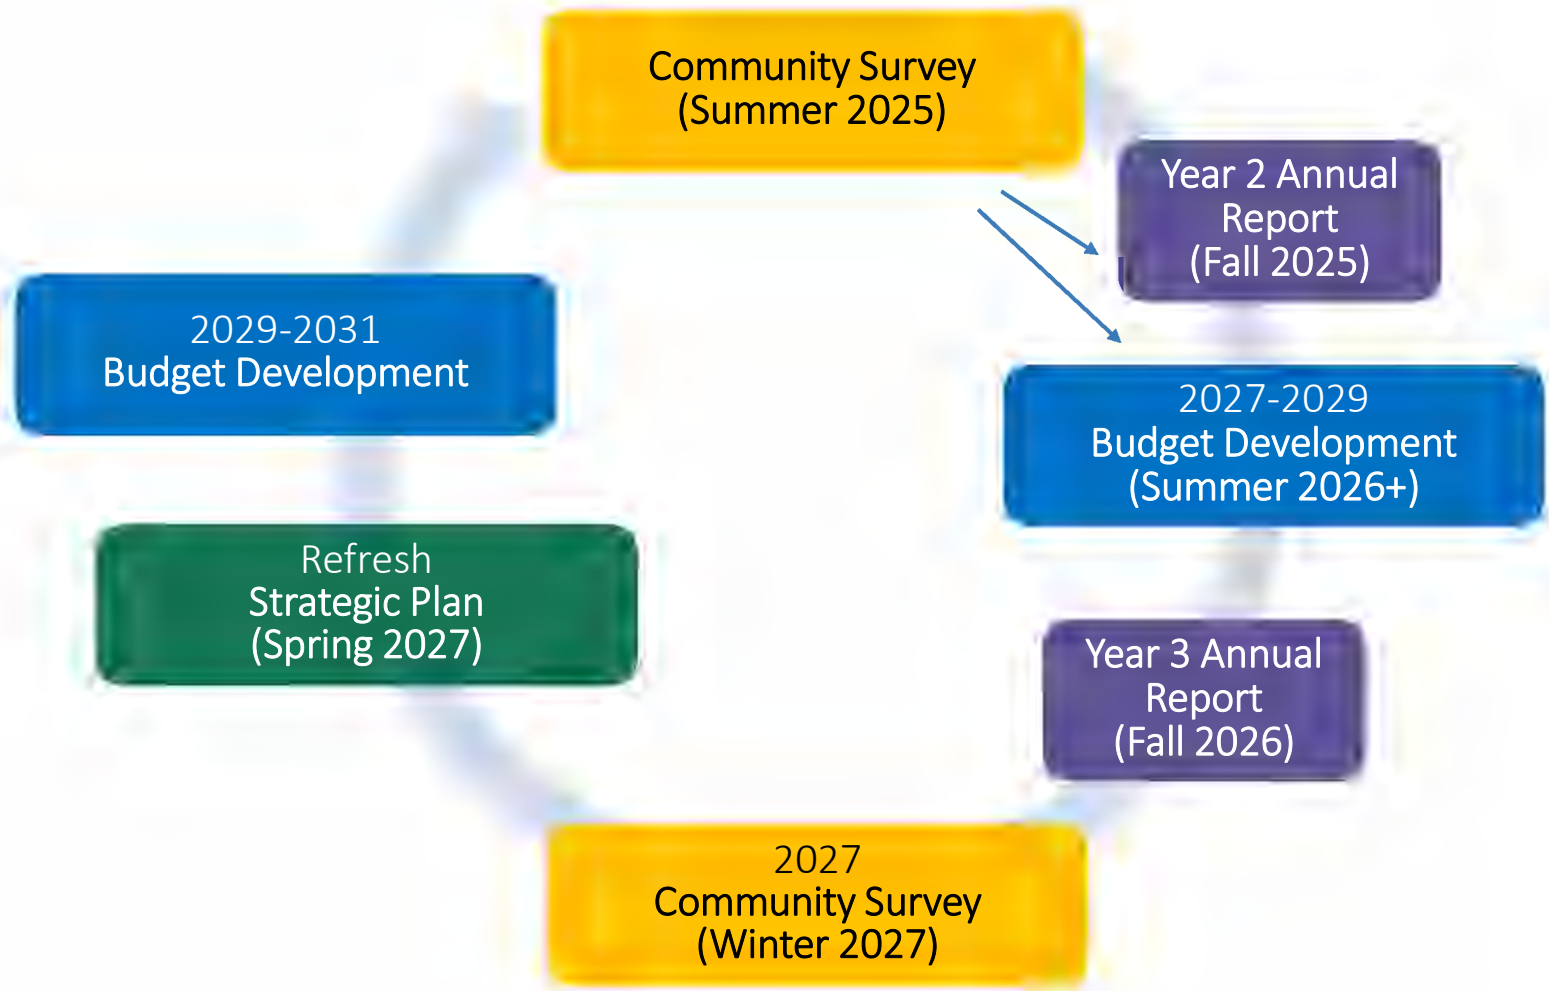 Community Survey
(Summer 2025)
Year 2 Annual
Report
(Fall 2025)
2027-2029
Budget Development
(Summer 2026+)
Year 3 Annual
Report
(Fall 2026)
2027
Community Survey
(Winter 2027)
Refresh
Strategic Plan
(Spring 2027)
2029-2031
Budget Development